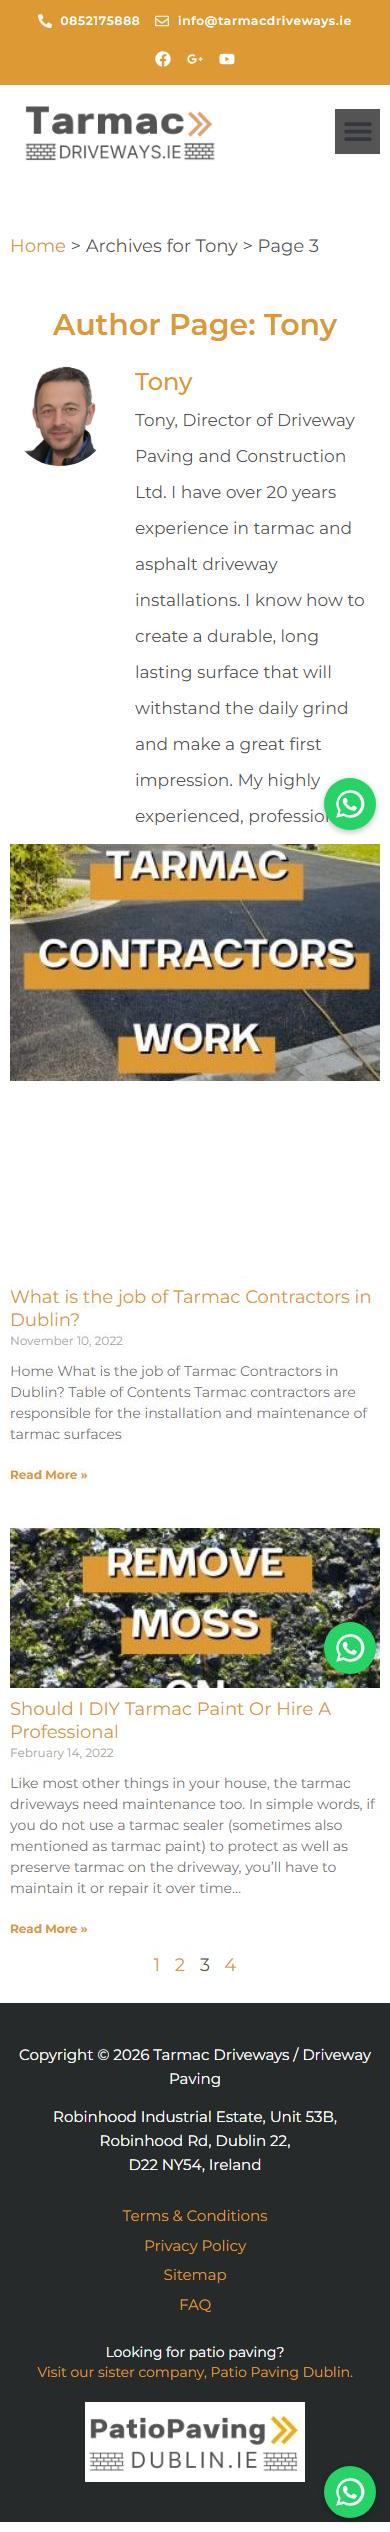 0852175888 info@tarmacdriveways.ie
Tarmac
DRIVEWAYS.IE
Home > Archives for Tony > Page 3
Author Page: Tony
Tony
Tony, Director of Driveway
Paving and Construction
Ltd. I have over 20 years
experience in tarmac and
asphalt driveway
installations. I know how to
create a durable, long
lasting surface that will
withstand the daily grind
and make a great first
impression. My highly
experienced,
TARMAC
CONTRACTORS
WORK
What is the job of Tarmac Contractors in
Dublin?
November 10, 2022
Home What is the job of Tarmac Contractors in
Dublin? Table of Contents Tarmac contractors are
responsible for the installation and maintenance of
tarmac surfaces
Read More »
REMOVE
MOSS
ON
Should I DIY Tarmac Paint Or Hire A
Professional
February 14, 2022
Like most other things in your house, the tarmac
driveways need maintenance too. In simple words, if
you do not use a tarmac sealer (sometimes also
mentioned as tarmac paint) to protect as well as
preserve tarmac on the driveway, you’ll have to
maintain it or repair it over time...
Read More »
1 2 3 4
Copyright © 2026 Tarmac Driveways / Driveway
Paving
Robinhood Industrial Estate, Unit 53B,
Robinhood Rd, Dublin 22,
D22 NY54, Ireland
Terms & Conditions
Privacy Policy
Sitemap
FAQ
Looking for patio paving?
Visit our sister company, Patio Paving Dublin.
PatioPaving
DUBLIN.IE